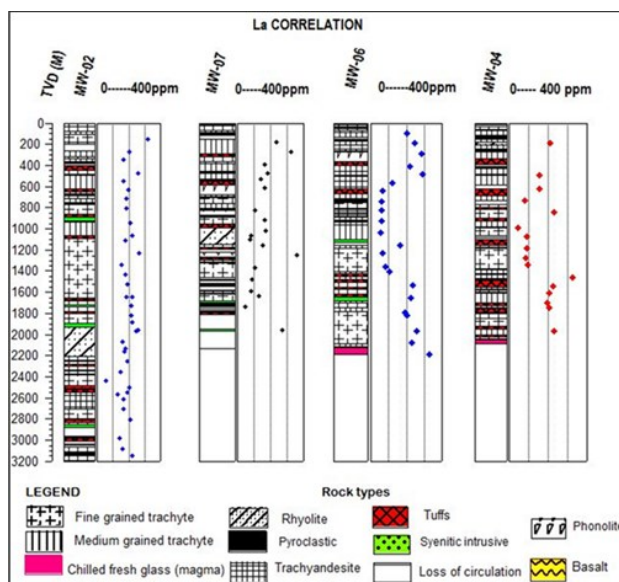 La CORRELATION
TVD (M)
MW-02
0------400ppm
MW-07
0-----400ppm
MW-06
0------400ppm
MW-04
0----- 400 ppm
0
200
400
600
800
1000
1200
1400
1600
1800
2000
2200
2400
2600
2800
3000
3200
LEGEND
Rock types
Fine grained trachyte
Rhyolite
Tuffs
Phonolite
Medium grained trachyte
Pyroclastic
Syenitic intrusive
Chilled fresh glass (magma)
Trachyandesite
Loss of circulation
Basalt